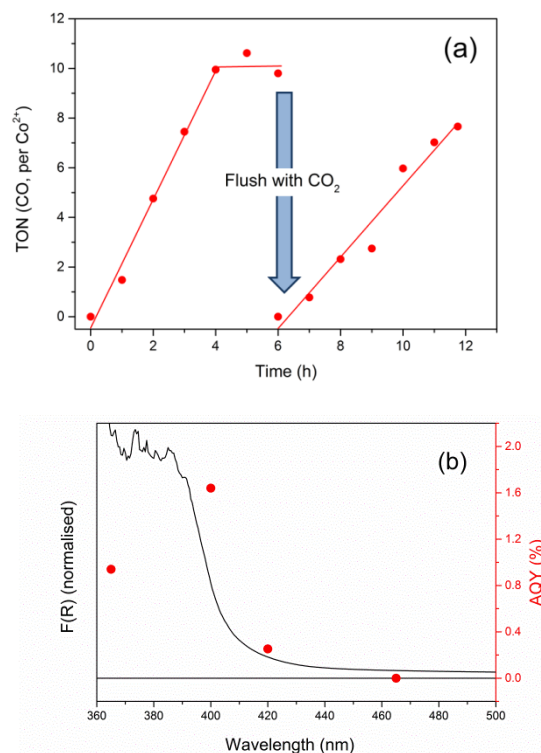 (a)
TON (CO, per Co²⁺)
12
10
8
6
4
2
0
Flush with CO₂
0 2 4 6 8 10 12
Time (h)
(b)
F(R) (normalised)
2.0
1.6
1.2
0.8
0.4
0.0
AQY (%)
360 380 400 420 440 460 480 500
Wavelength (nm)